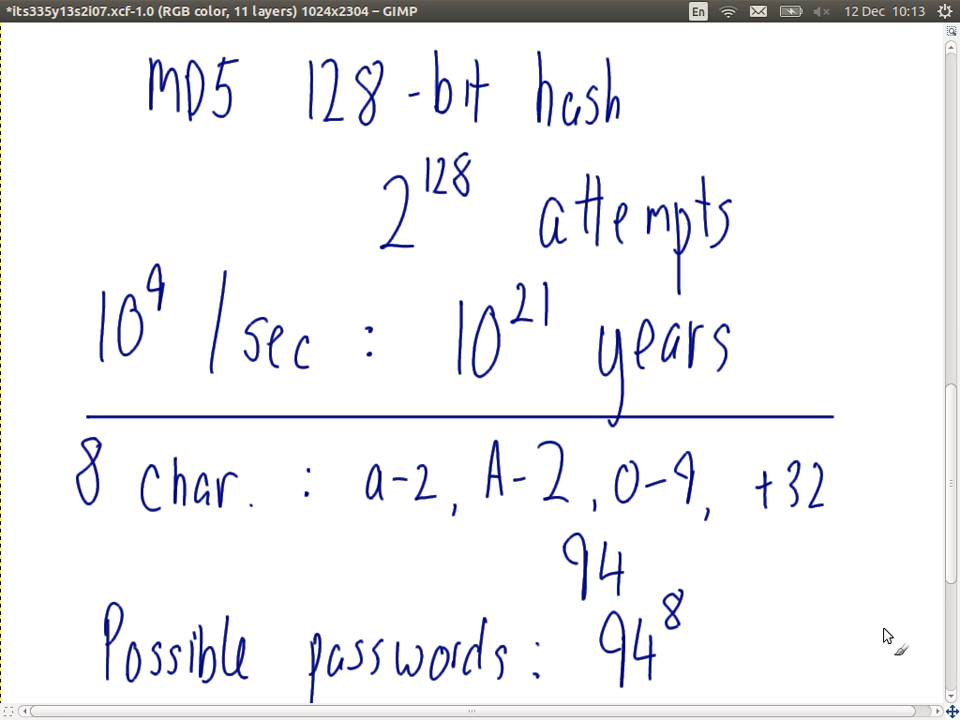 *its335y13s2i07.xcf-1.0 (RGB color, 11 layers) 1024x2304 – GIMP En 12 Dec 10:13
MD5 128-bit hash
2^128 attempts
10^9 /sec : 10^21 years
8 char. : a-z, A-Z, 0-9, +32
94
Possible passwords: 94^8